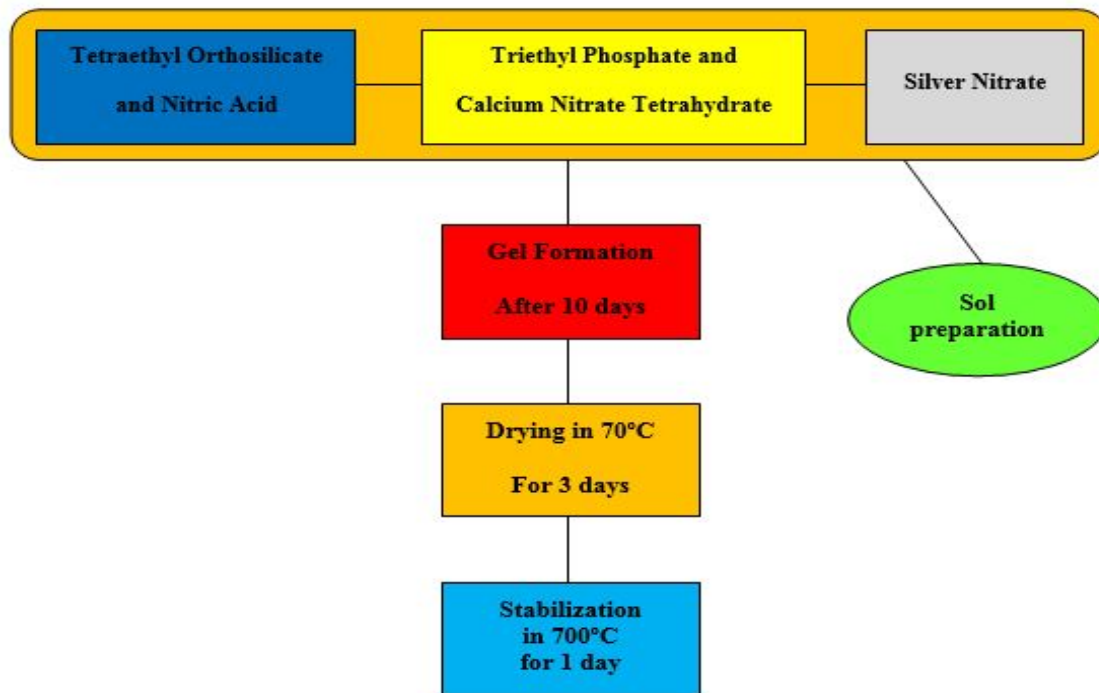 Tetraethyl Orthosilicate
and Nitric Acid
Triethyl Phosphate and
Calcium Nitrate Tetrahydrate
Silver Nitrate
Gel Formation
After 10 days
Sol
preparation
Drying in 70°C
For 3 days
Stabilization
in 700°C
for 1 day